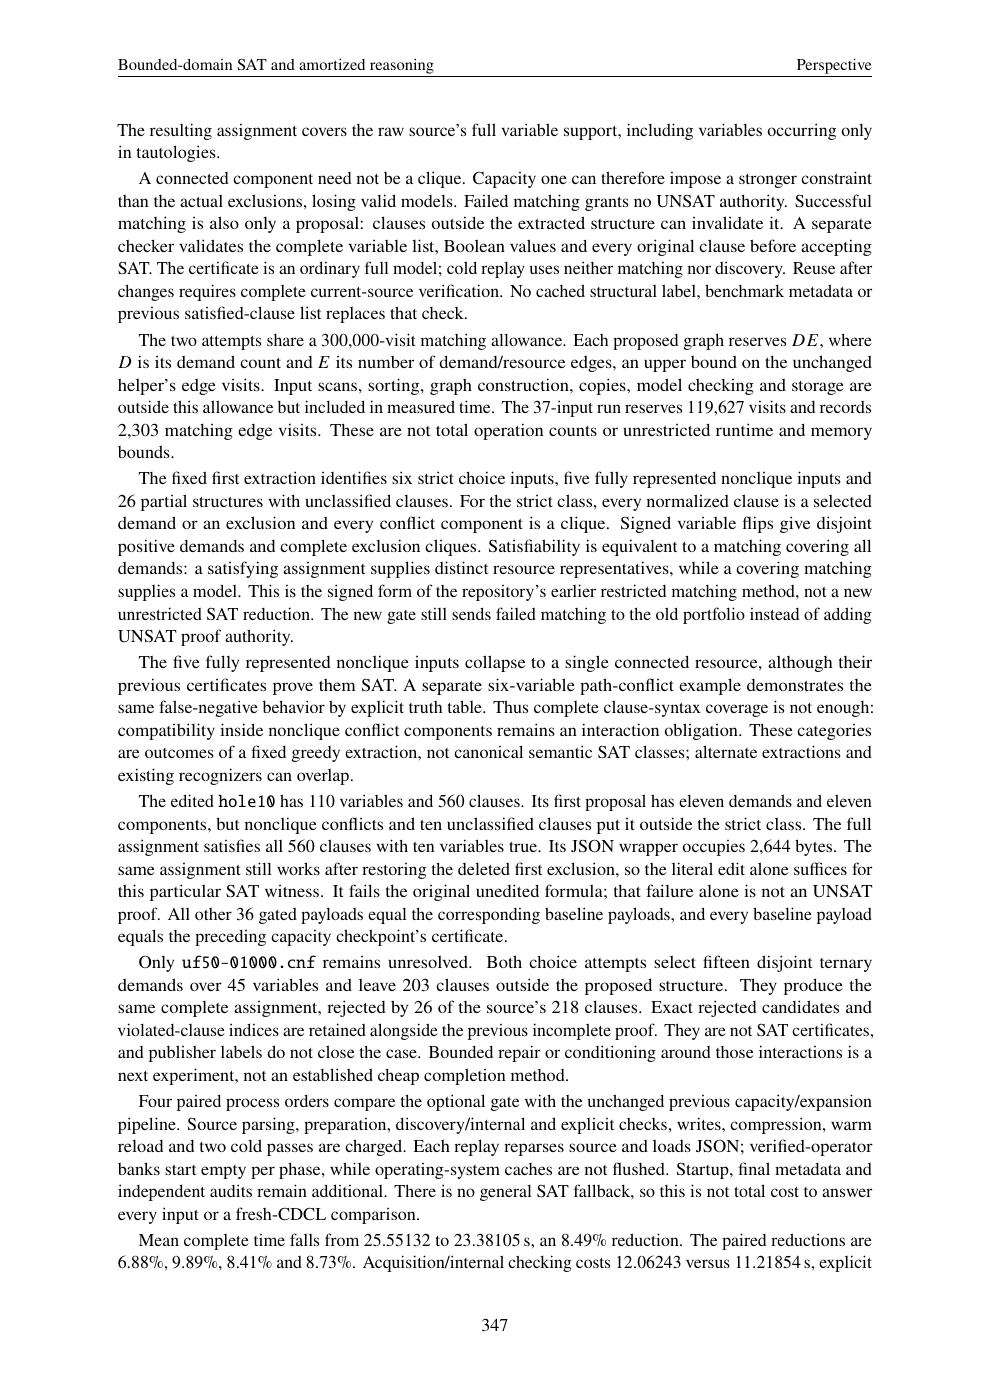 Bounded-domain SAT and amortized reasoning Perspective
The resulting assignment covers the raw source's full variable support, including variables occurring only
in tautologies.
A connected component need not be a clique. Capacity one can therefore impose a stronger constraint
than the actual exclusions, losing valid models. Failed matching grants no UNSAT authority. Successful
matching is also only a proposal: clauses outside the extracted structure can invalidate it. A separate
checker validates the complete variable list, Boolean values and every original clause before accepting
SAT. The certificate is an ordinary full model; cold replay uses neither matching nor discovery. Reuse after
changes requires complete current-source verification. No cached structural label, benchmark metadata or
previous satisfied-clause list replaces that check.
The two attempts share a 300,000-visit matching allowance. Each proposed graph reserves DE, where
D is its demand count and E its number of demand/resource edges, an upper bound on the unchanged
helper's edge visits. Input scans, sorting, graph construction, copies, model checking and storage are
outside this allowance but included in measured time. The 37-input run reserves 119,627 visits and records
2,303 matching edge visits. These are not total operation counts or unrestricted runtime and memory
bounds.
The fixed first extraction identifies six strict choice inputs, five fully represented nonclique inputs and
26 partial structures with unclassified clauses. For the strict class, every normalized clause is a selected
demand or an exclusion and every conflict component is a clique. Signed variable flips give disjoint
positive demands and complete exclusion cliques. Satisfiability is equivalent to a matching covering all
demands: a satisfying assignment supplies distinct resource representatives, while a covering matching
supplies a model. This is the signed form of the repository's earlier restricted matching method, not a new
unrestricted SAT reduction. The new gate still sends failed matching to the old portfolio instead of adding
UNSAT proof authority.
The five fully represented nonclique inputs collapse to a single connected resource, although their
previous certificates prove them SAT. A separate six-variable path-conflict example demonstrates the
same false-negative behavior by explicit truth table. Thus complete clause-syntax coverage is not enough:
compatibility inside nonclique conflict components remains an interaction obligation. These categories
are outcomes of a fixed greedy extraction, not canonical semantic SAT classes; alternate extractions and
existing recognizers can overlap.
The edited hole10 has 110 variables and 560 clauses. Its first proposal has eleven demands and eleven
components, but nonclique conflicts and ten unclassified clauses put it outside the strict class. The full
assignment satisfies all 560 clauses with ten variables true. Its JSON wrapper occupies 2,644 bytes. The
same assignment still works after restoring the deleted first exclusion, so the literal edit alone suffices for
this particular SAT witness. It fails the original unedited formula; that failure alone is not an UNSAT
proof. All other 36 gated payloads equal the corresponding baseline payloads, and every baseline payload
equals the preceding capacity checkpoint's certificate.
Only uf50-01000.cnf remains unresolved. Both choice attempts select fifteen disjoint ternary
demands over 45 variables and leave 203 clauses outside the proposed structure. They produce the
same complete assignment, rejected by 26 of the source's 218 clauses. Exact rejected candidates and
violated-clause indices are retained alongside the previous incomplete proof. They are not SAT certificates,
and publisher labels do not close the case. Bounded repair or conditioning around those interactions is a
next experiment, not an established cheap completion method.
Four paired process orders compare the optional gate with the unchanged previous capacity/expansion
pipeline. Source parsing, preparation, discovery/internal and explicit checks, writes, compression, warm
reload and two cold passes are charged. Each replay reparses source and loads JSON; verified-operator
banks start empty per phase, while operating-system caches are not flushed. Startup, final metadata and
independent audits remain additional. There is no general SAT fallback, so this is not total cost to answer
every input or a fresh-CDCL comparison.
Mean complete time falls from 25.55132 to 23.38105 s, an 8.49% reduction. The paired reductions are
6.88%, 9.89%, 8.41% and 8.73%. Acquisition/internal checking costs 12.06243 versus 11.21854 s, explicit
347